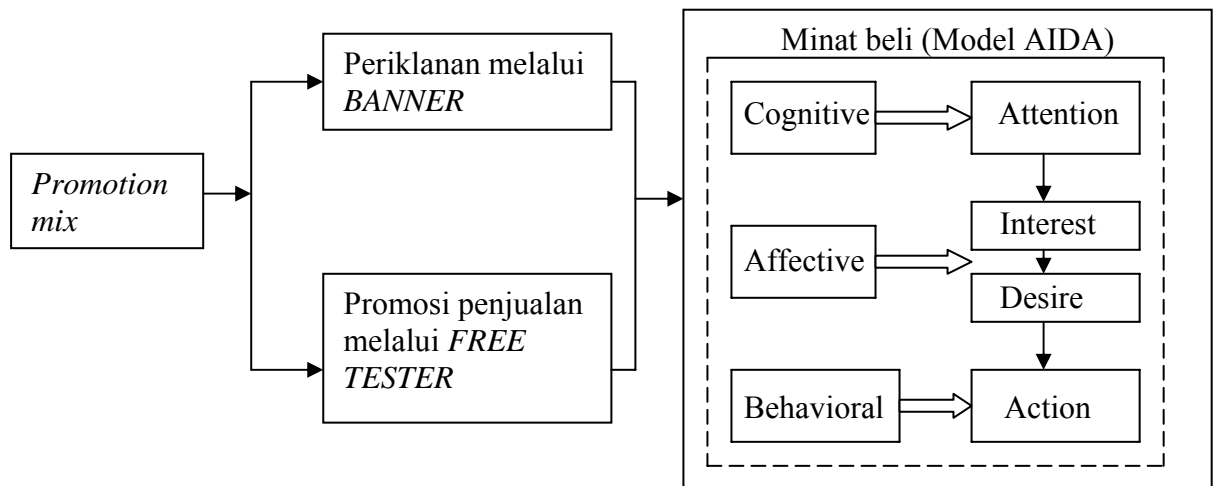 Promotion
mix
Periklanan melalui
BANNER
Promosi penjualan
melalui FREE
TESTER
Minat beli (Model AIDA)
Cognitive
Attention
Interest
Affective
Desire
Behavioral
Action